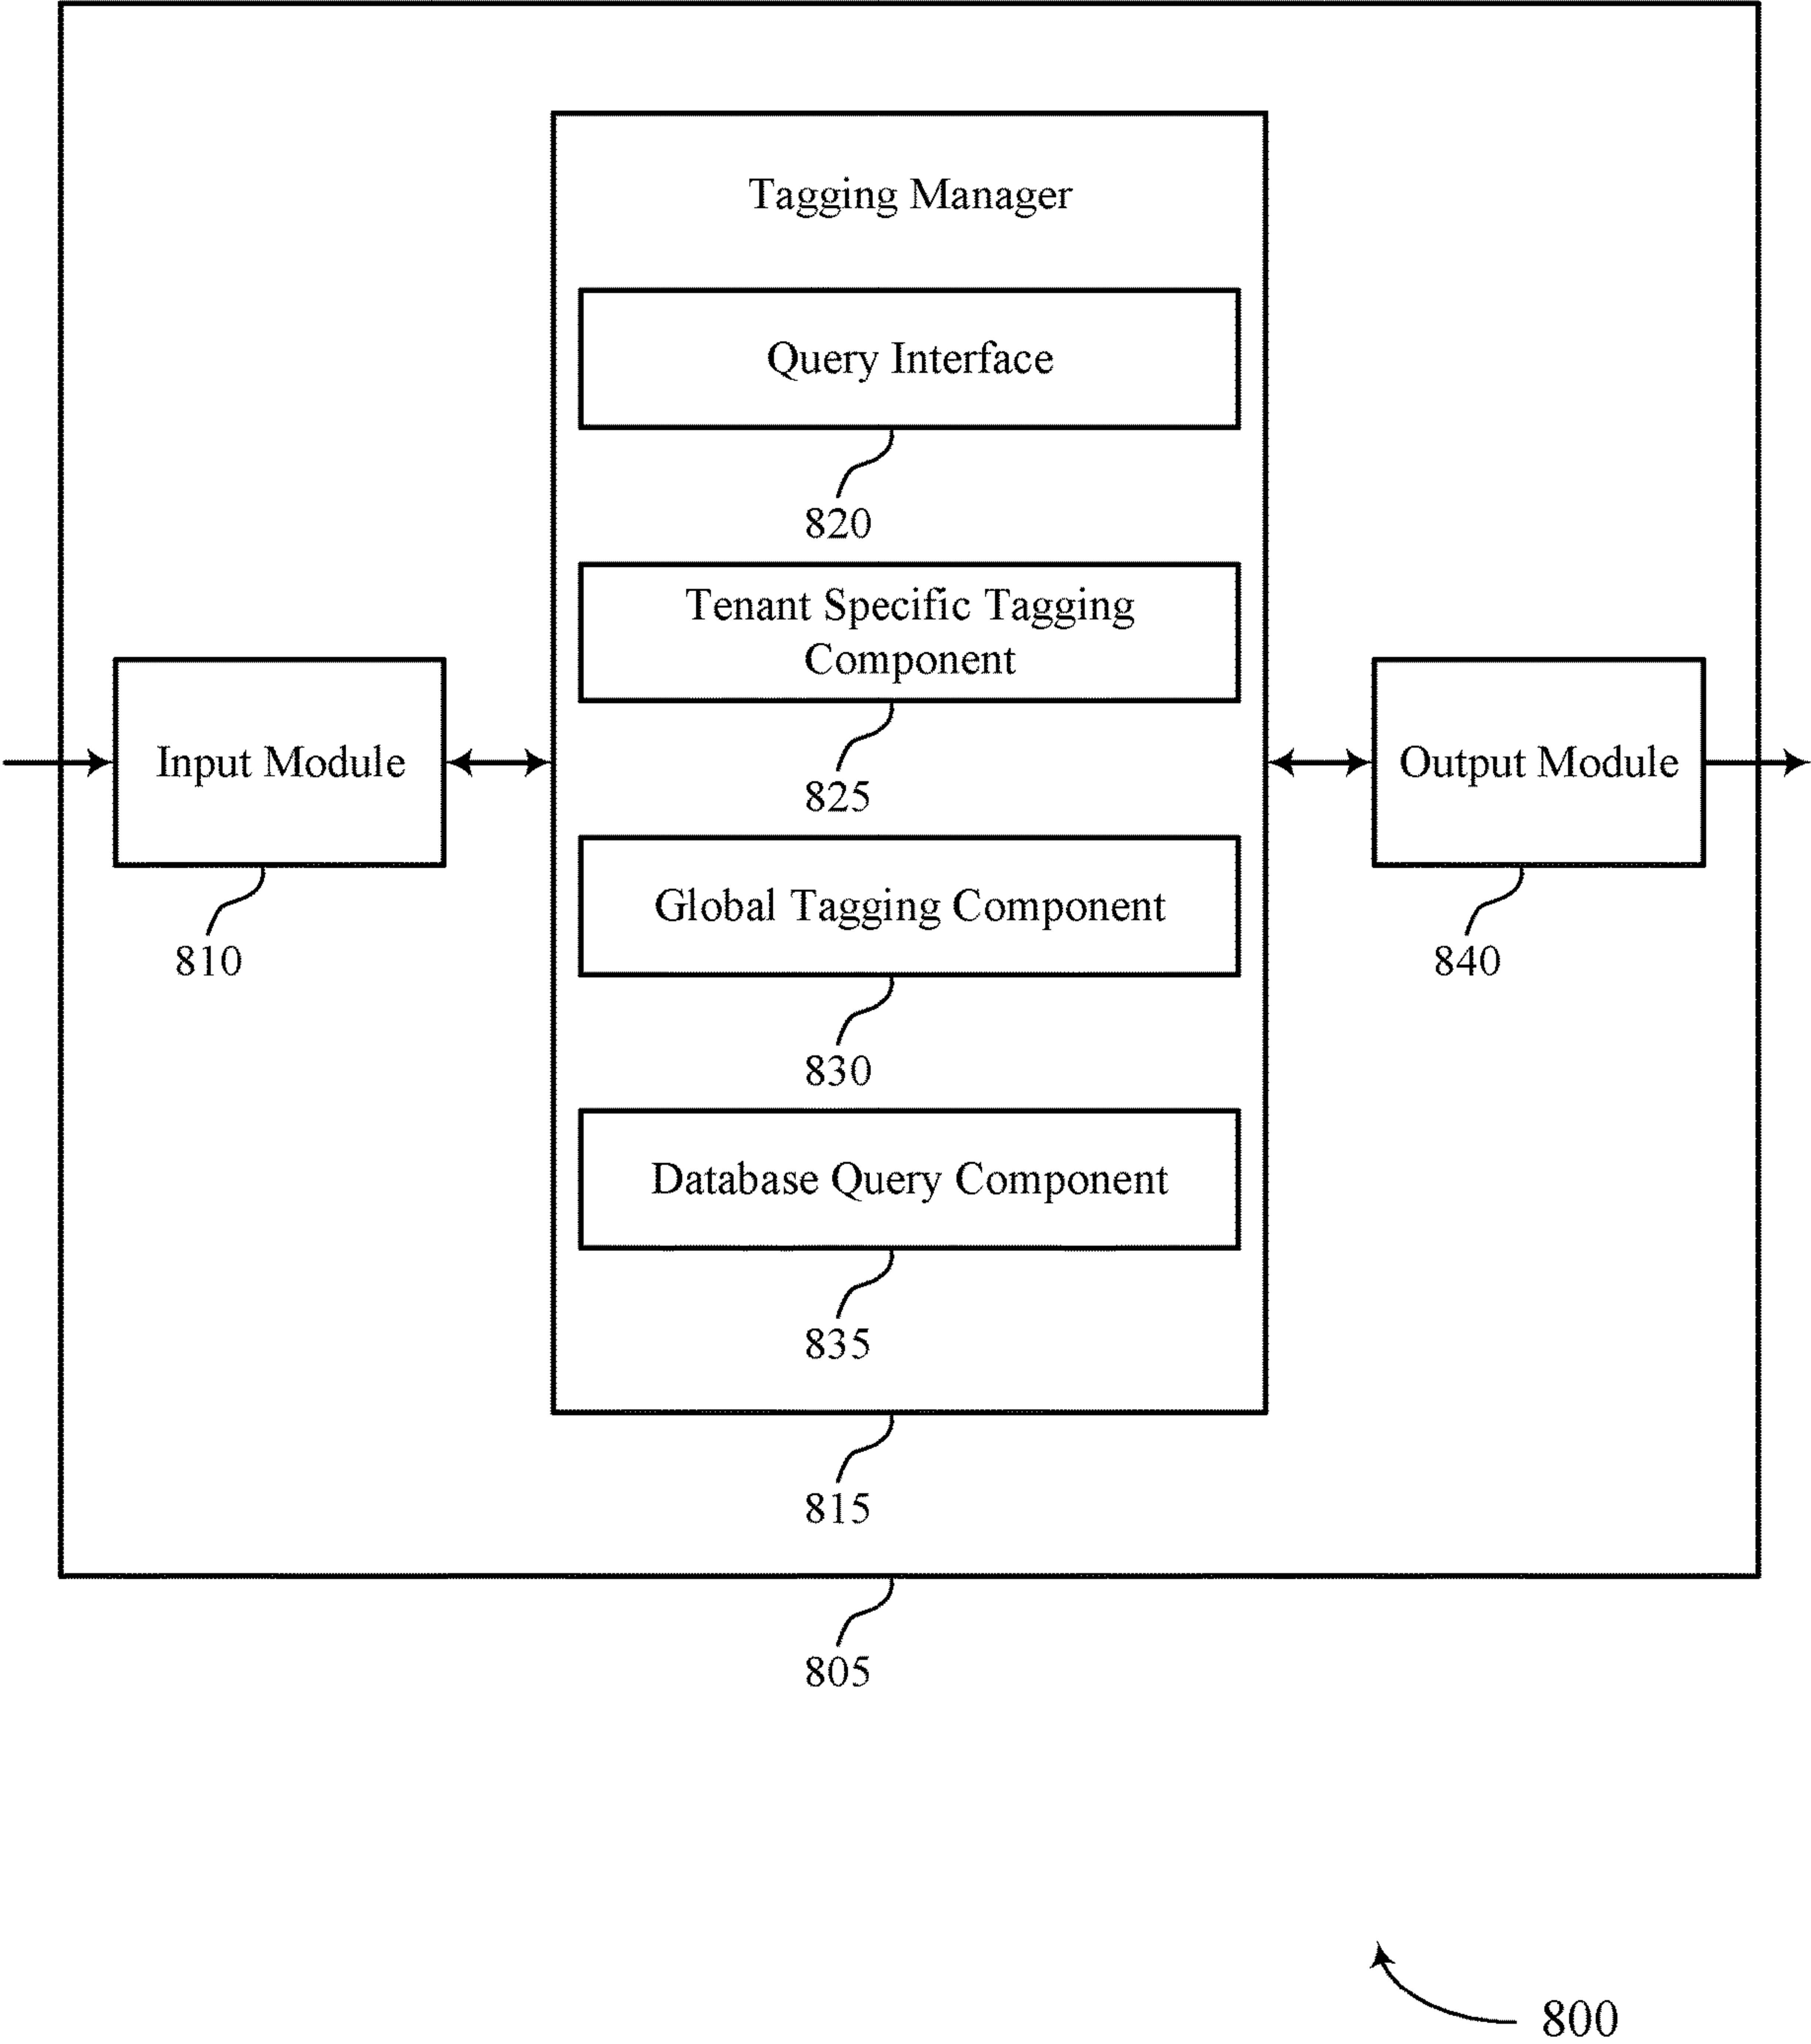 Tagging Manager
Query Interface
820
Tenant Specific Tagging
Component
825
Input Module
810
Global Tagging Component
830
Output Module
840
Database Query Component
835
815
805
800